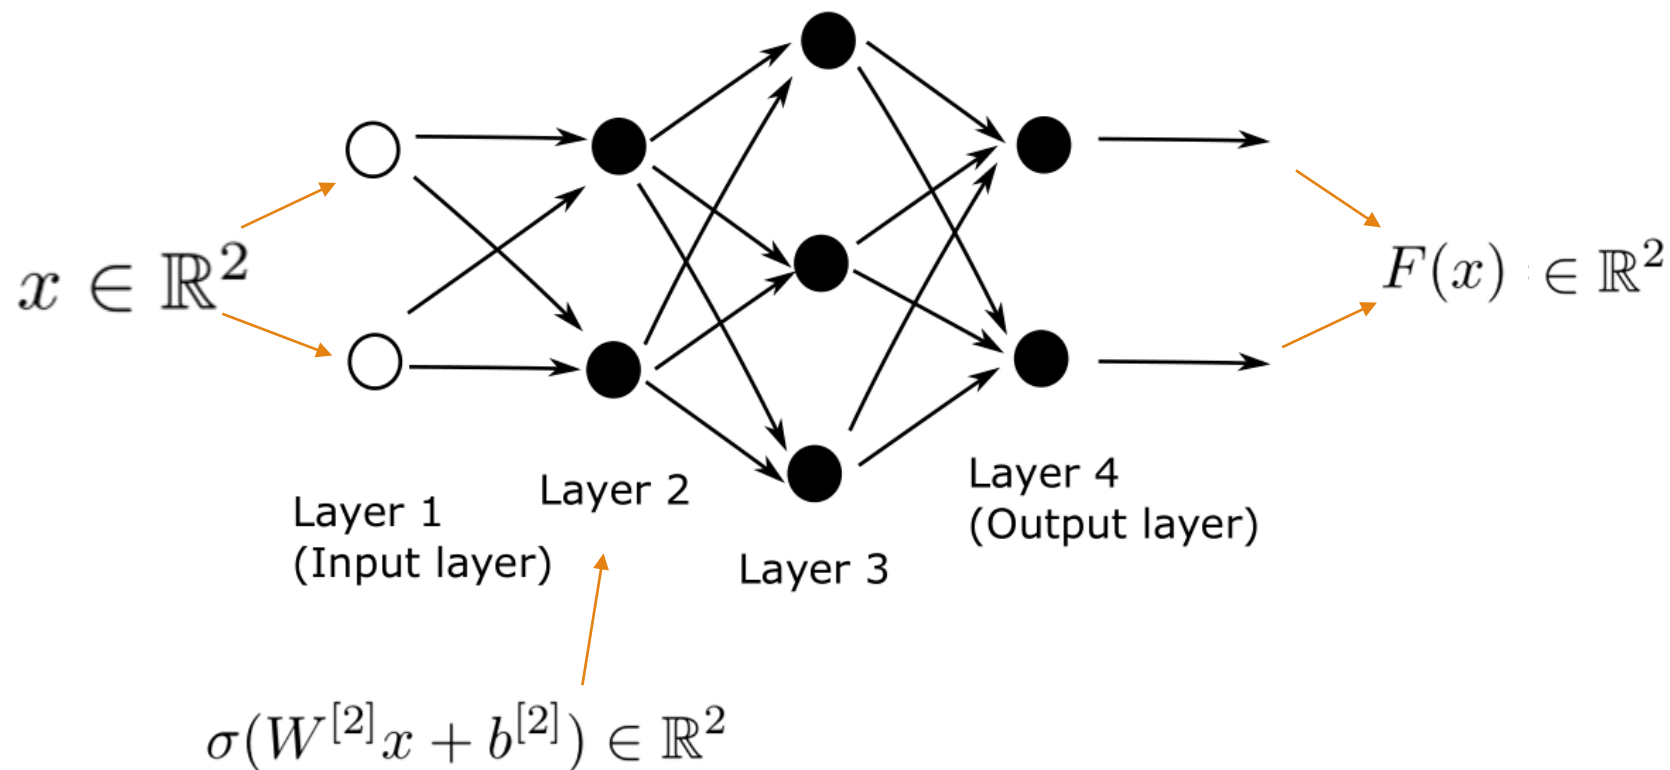 x ∈ ℝ²
F(x) ∈ ℝ²
Layer 1
(Input layer)
Layer 2
Layer 3
Layer 4
(Output layer)
σ(W^{[2]}x + b^{[2]}) ∈ ℝ²